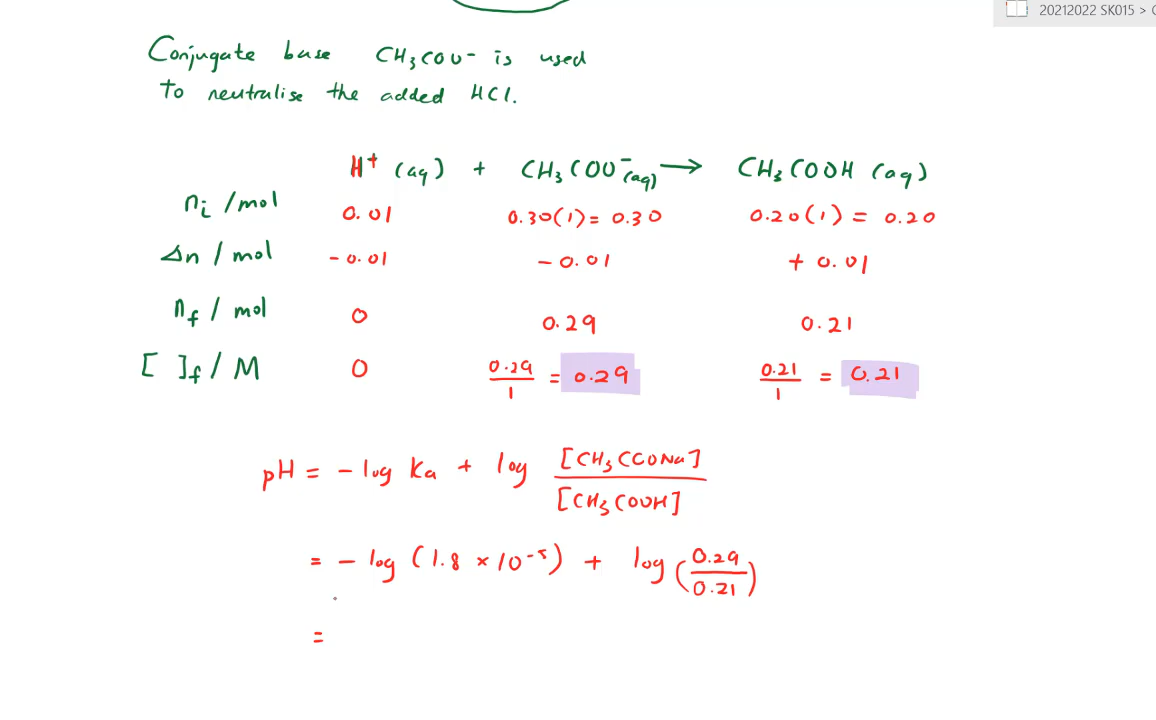 20212022 SK015 >
Conjugate base CH₃COO⁻ is used
to neutralise the added HCl.
H⁺ (aq) + CH₃COO⁻(aq) → CH₃COOH (aq)
nᵢ / mol 0.01 0.30(1) = 0.30 0.20(1) = 0.20
Δn / mol - 0.01 - 0.01 + 0.01
n_f / mol 0 0.29 0.21
[ ]_f / M 0 0.29/1 = 0.29 0.21/1 = 0.21
pH = - log Ka + log [CH₃COONa]/[CH₃COOH]
= - log (1.8 × 10⁻⁵) + log (0.29/0.21)
=